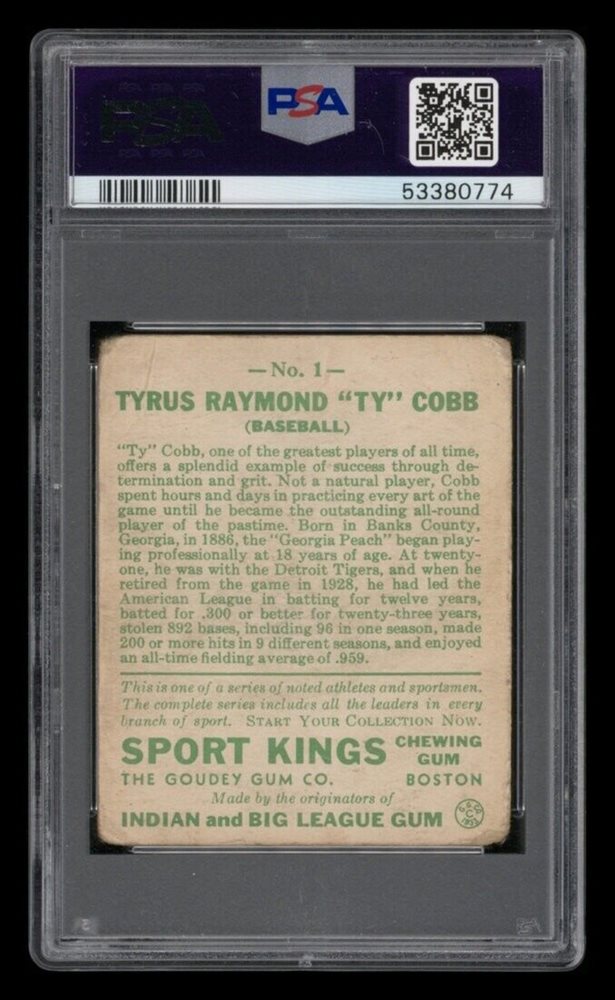 PSA
PSA
53380774
—No. 1—
TYRUS RAYMOND "TY" COBB
(BASEBALL)
"Ty" Cobb, one of the greatest players of all time,
offers a splendid example of success through de-
termination and grit. Not a natural player, Cobb
spent hours and days in practicing every art of the
game until he became the outstanding all-round
player of the pastime. Born in Banks County,
Georgia, in 1886, the "Georgia Peach" began play-
ing professionally at 18 years of age. At twenty-
one, he was with the Detroit Tigers, and when he
retired from the game in 1928, he had led the
American League in batting for twelve years,
batted for .300 or better for twenty-three years,
stolen 892 bases, including 96 in one season, made
200 or more hits in 9 different seasons, and enjoyed
an all-time fielding average of .959.
This is one of a series of noted athletes and sportsmen.
The complete series includes all the leaders in every
branch of sport. START YOUR COLLECTION NOW.
SPORT KINGS CHEWING GUM
THE GOUDEY GUM CO. BOSTON
Made by the originators of
INDIAN and BIG LEAGUE GUM
G. G. Co.
C
1933